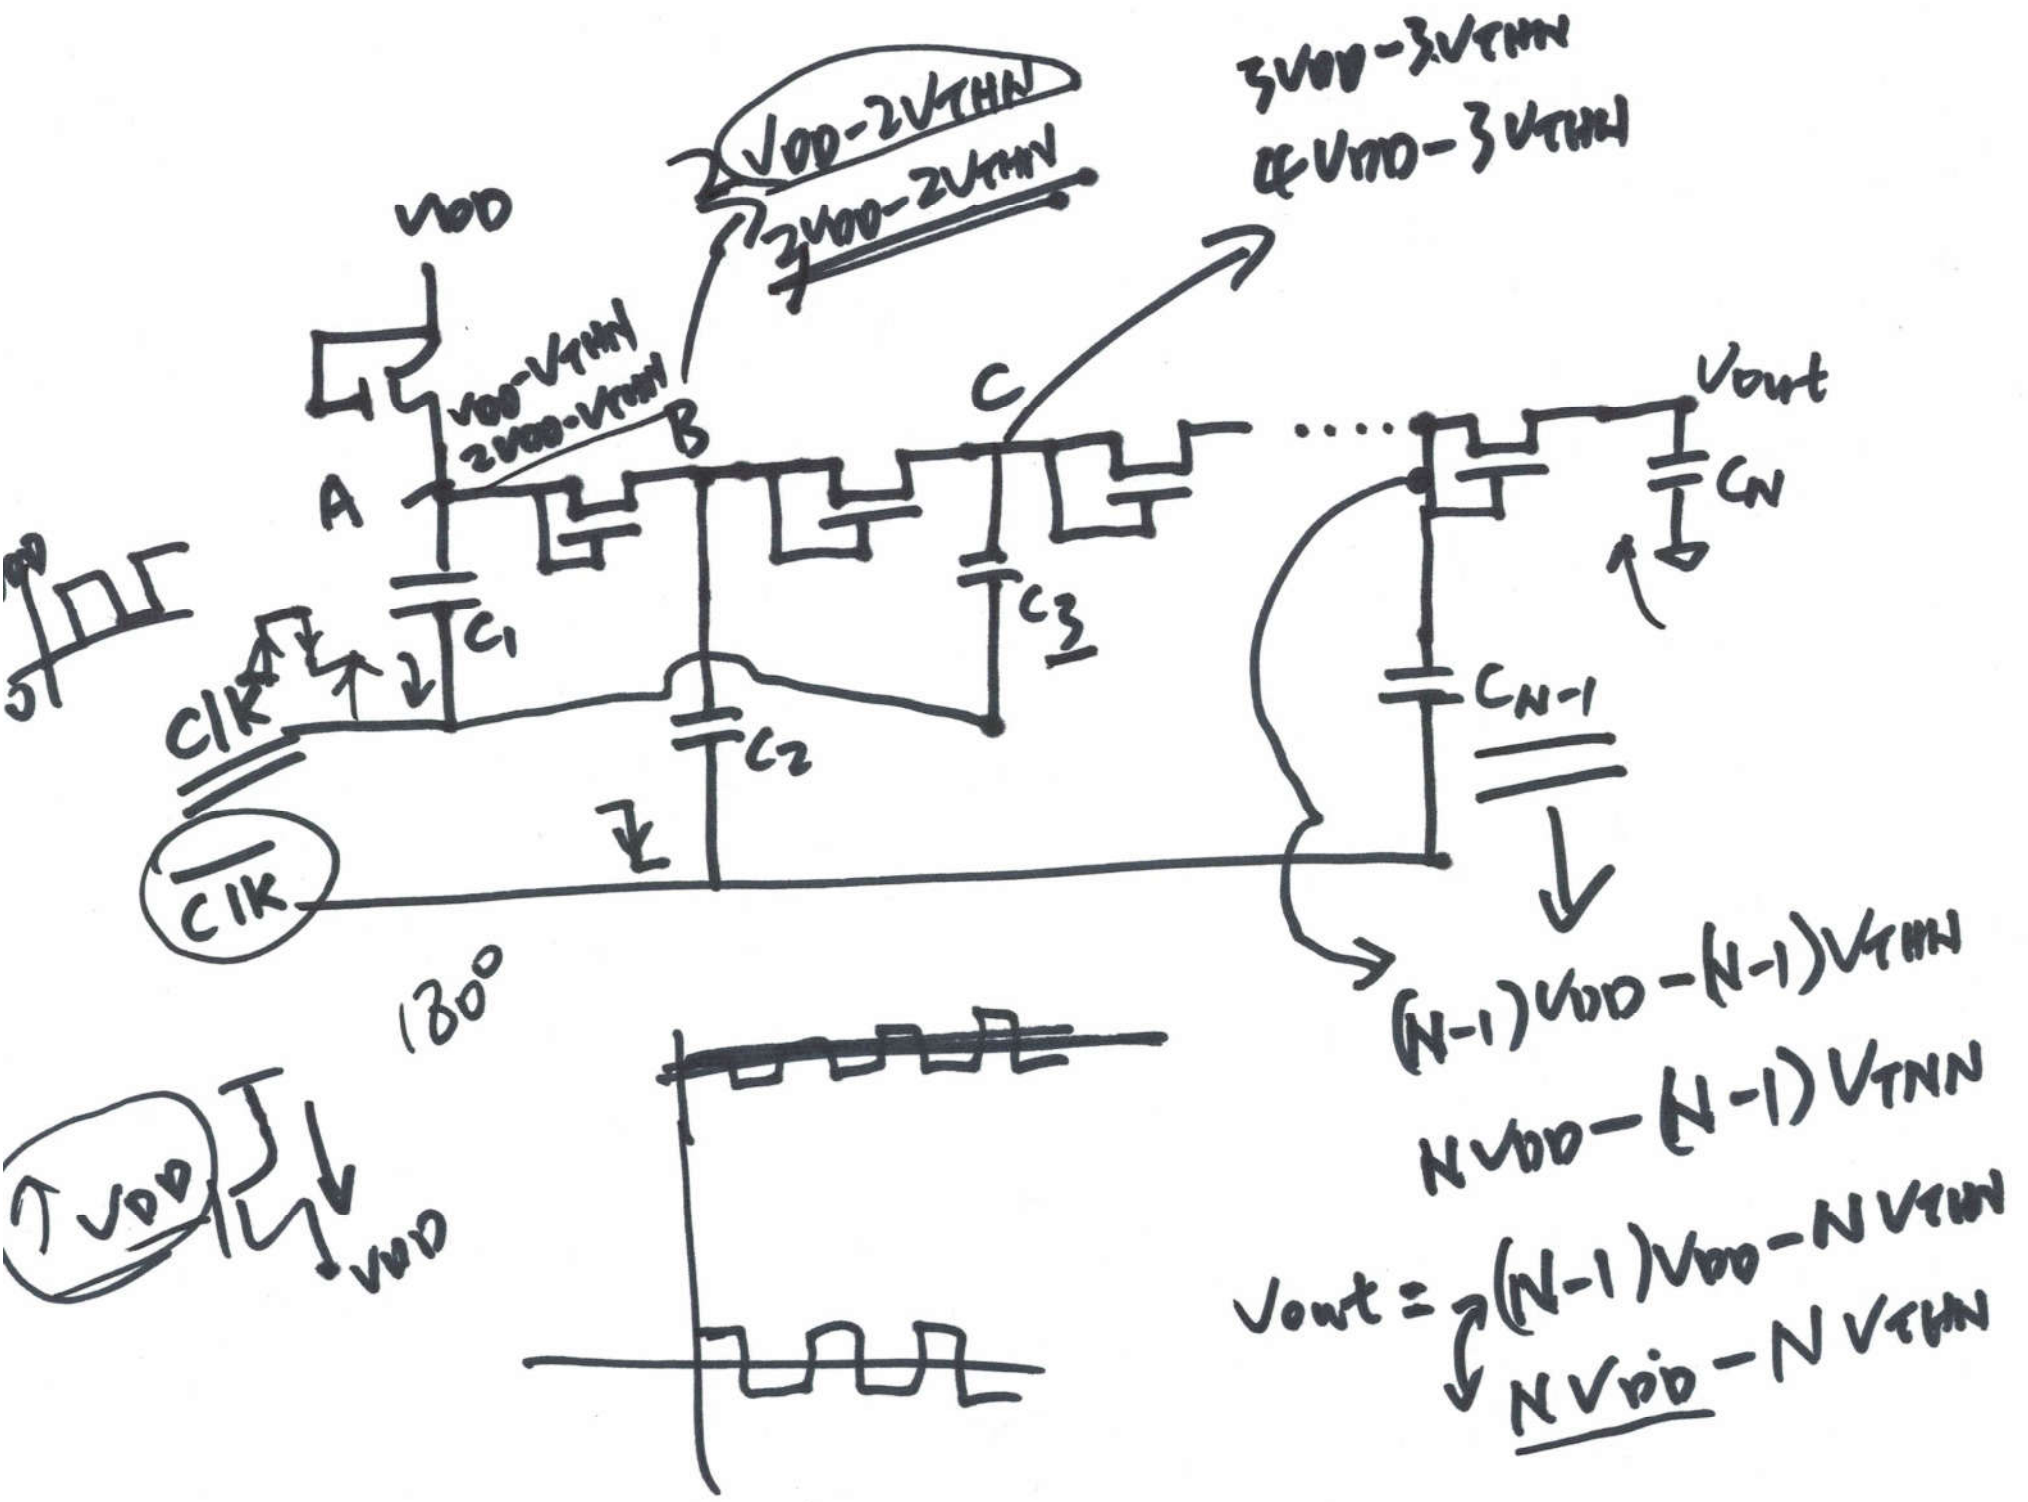 3VDD-3VTHN
4VDD-3VTHN
2VDD-2VTHN
VDD-2VTHN
VDD
VDD-VTHN
2VDD-VTHN
B
C
Vout
A
CN
C1
C3
CLK
C2
CN-1
CLK
180°
(N-1)VDD-(N-1)VTHN
NVDD-(N-1)VTNN
↑VDD
VDD
Vout = (N-1)VDD-NVTHN
NVDD-NVTHN